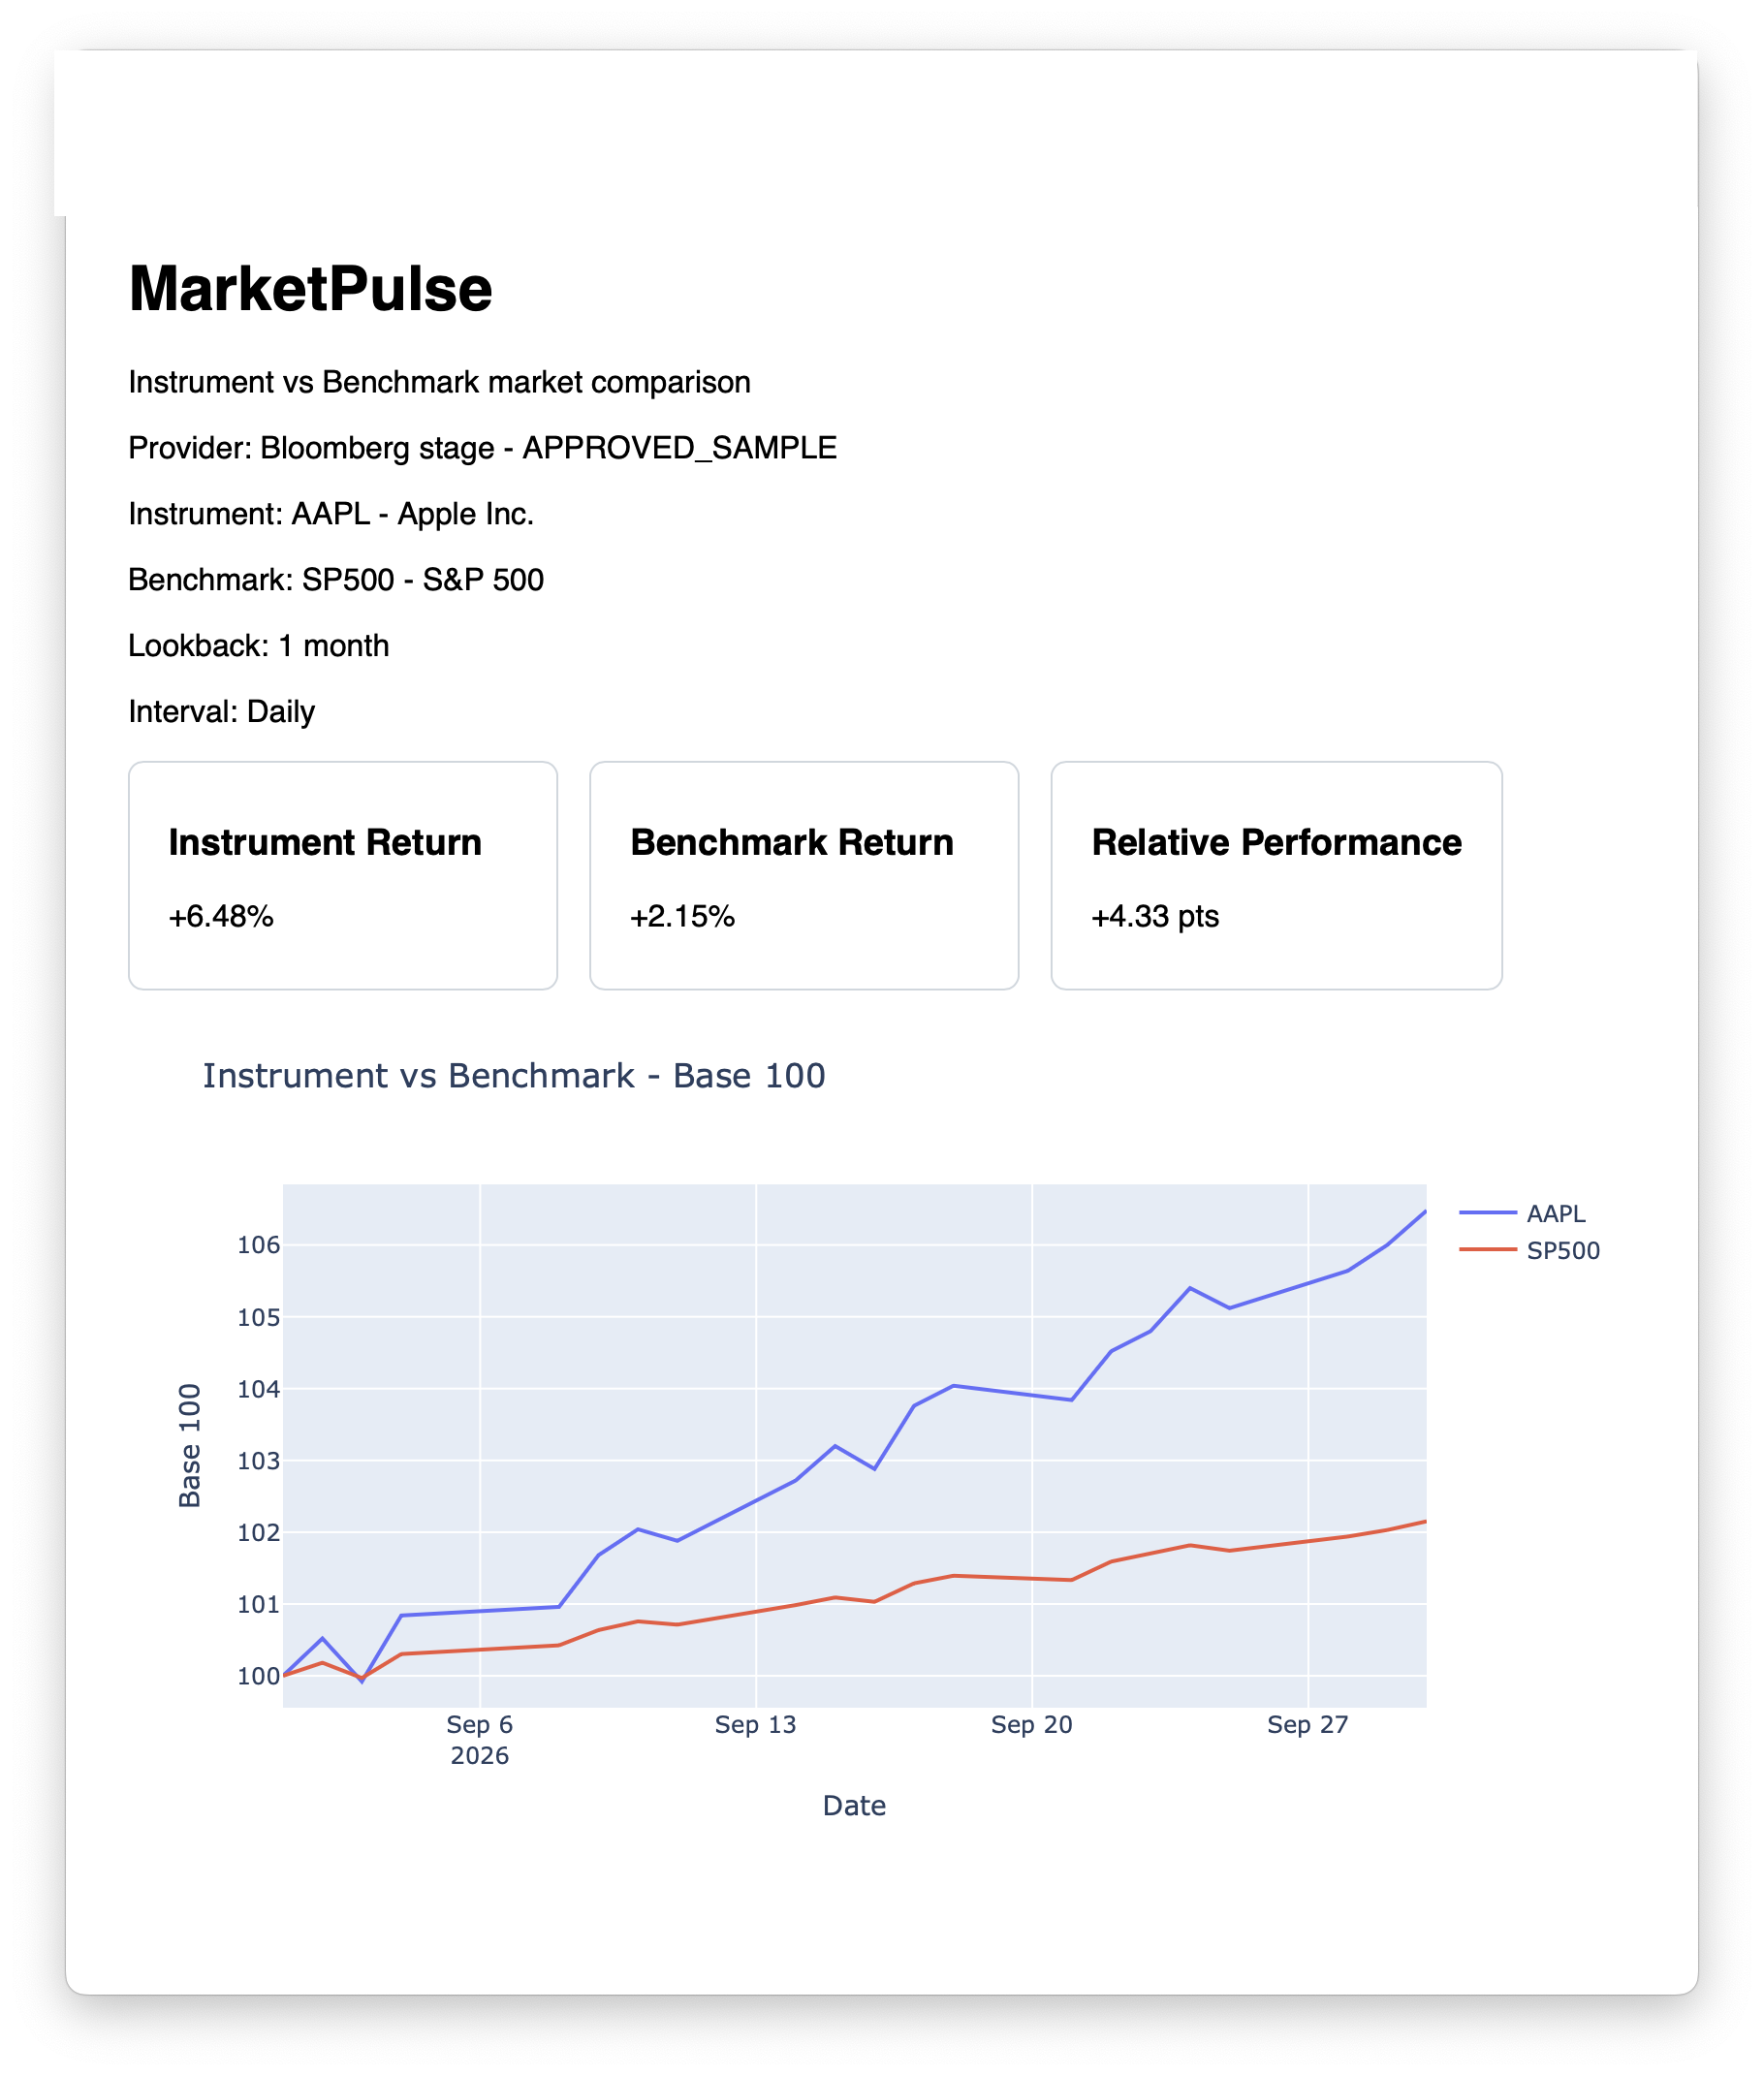 MarketPulse
Instrument vs Benchmark market comparison
Provider: Bloomberg stage - APPROVED_SAMPLE
Instrument: AAPL - Apple Inc.
Benchmark: SP500 - S&P 500
Lookback: 1 month
Interval: Daily
Instrument Return
+6.48%
Benchmark Return
+2.15%
Relative Performance
+4.33 pts
Instrument vs Benchmark - Base 100
AAPL
SP500
106
105
104
103
102
101
100
Base 100
Sep 6
2026
Sep 13
Sep 20
Sep 27
Date